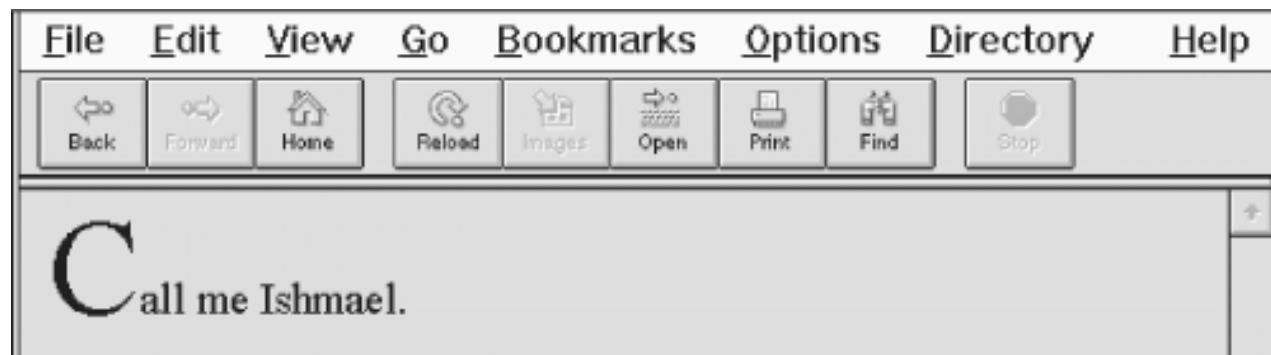 File Edit View Go Bookmarks Options Directory Help
Back Forward Home Reload Images Open Print Find Stop
Call me Ishmael.